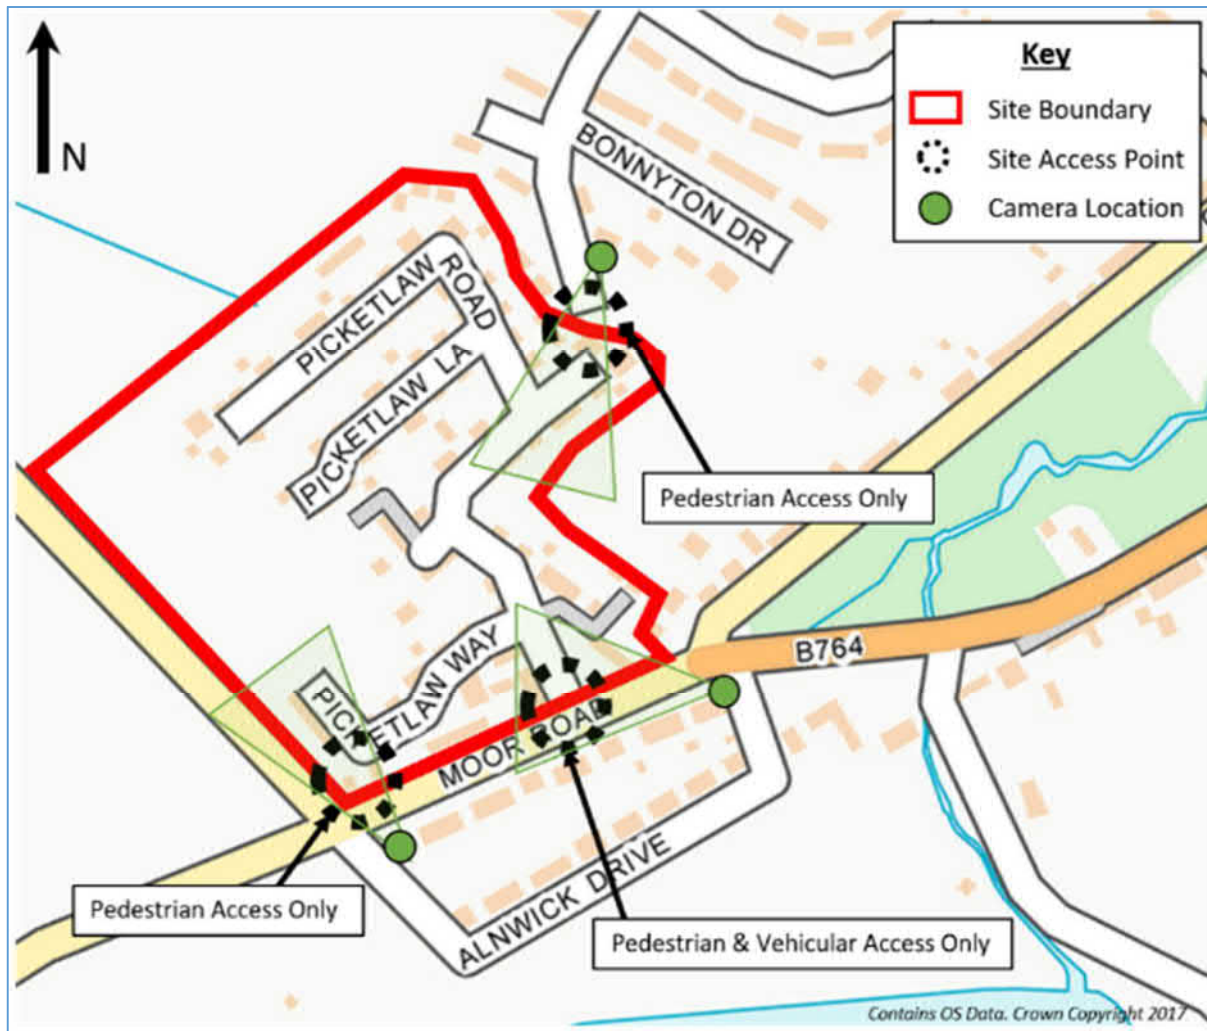 N
Key
Site Boundary
Site Access Point
Camera Location
BONNYTON DR
PICKETLAW
ROAD
PICKETLAW LA
Pedestrian Access Only
B764
PICKETLAW WAY
MOOR ROAD
ALNWICK DRIVE
Pedestrian Access Only
Pedestrian & Vehicular Access Only
Contains OS Data. Crown Copyright 2017